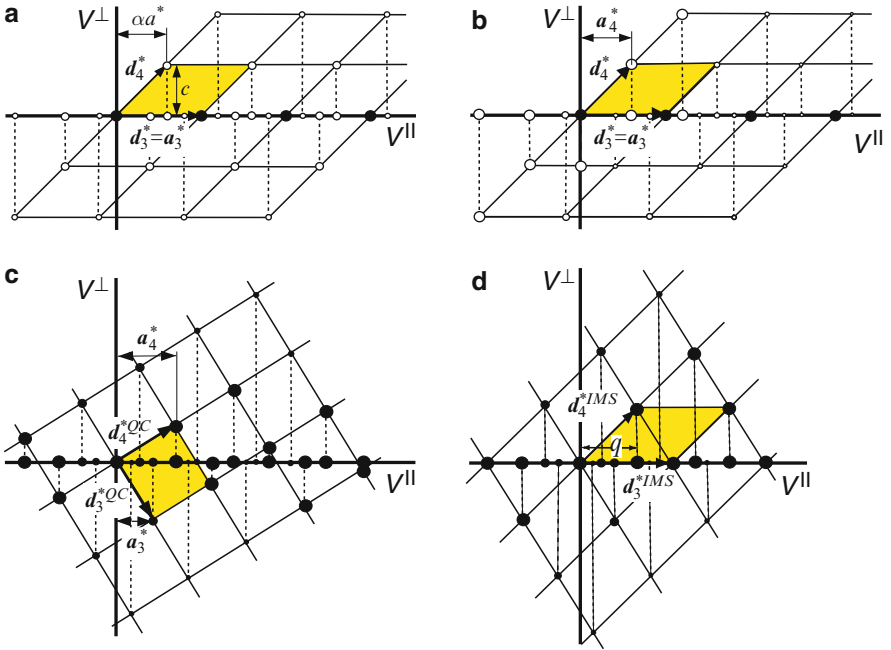 a
V⊥
αa*
d₄*
c
d₃*=a₃*
V||
b
V⊥
a₄*
d₄*
d₃*=a₃*
V||
c
V⊥
a₄*
d₄*QC
d₃*QC
a₃*
V||
d
V⊥
d₄*IMS
q
d₃*IMS
V||